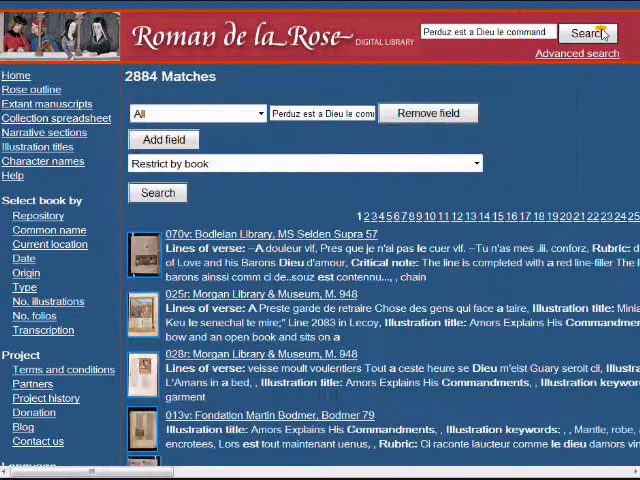 Roman de la Rose DIGITAL LIBRARY
Perduz est a Dieu le command
Search
Advanced search
Home
Rose outline
Extant manuscripts
Collection spreadsheet
Narrative sections
Illustration titles
Character names
Help
Select book by
Repository
Common name
Current location
Date
Origin
Type
No. illustrations
No. folios
Transcription
Project
Terms and conditions
Partners
Project history
Donation
Blog
Contact us
2884 Matches
All
Perduz est a Dieu le com
Remove field
Add field
Restrict by book
Search
1 2 3 4 5 6 7 8 9 10 11 12 13 14 15 16 17 18 19 20 21 22 23 24 25
070v: Bodleian Library, MS Selden Supra 57
Lines of verse: --A douleur vif, Pres que je n'ai pas le cuer vif. --Tu n'as mes .iii. conforz, Rubric: d
of Love and his Barons Dieu d'amour, Critical note: The line is completed with a red line-filler The l
barons ainssi comm ci de..souz est contennu..., , chain
025r: Morgan Library & Museum, M. 948
Lines of verse: A Preste garde de retraire Chose des gens qui face a taire, Illustration title: Minia
Keu le senechal te mire;" Line 2083 in Lecoy, Illustration title: Amors Explains His Commandme
bow and an open book and sits on a
028r: Morgan Library & Museum, M. 948
Lines of verse: veisse moult voulentiers Tout a ceste heure se Dieu m'eist Guary seroit cil, Illustra
L'Amans in a bed, , Illustration title: Amors Explains His Commandments, , Illustration keywor
garment
013v: Fondation Martin Bodmer, Bodmer 79
Illustration title: Amors Explains His Commandments, , Illustration keywords: , , Mantle, robe, a
encrotees, Lors est tout maintenant uenus, , Rubric: Ci raconte laucteur comme le dieu damors vin